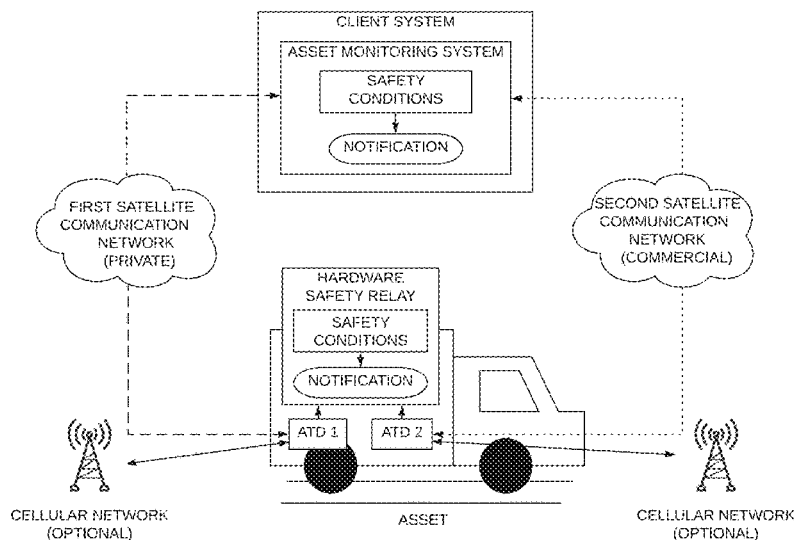 CLIENT SYSTEM
ASSET MONITORING SYSTEM
SAFETY
CONDITIONS
NOTIFICATION
FIRST SATELLITE
COMMUNICATION
NETWORK
(PRIVATE)
SECOND SATELLITE
COMMUNICATION
NETWORK
(COMMERCIAL)
HARDWARE
SAFETY RELAY
SAFETY
CONDITIONS
NOTIFICATION
ATD 1
ATD 2
CELLULAR NETWORK
(OPTIONAL)
ASSET
CELLULAR NETWORK
(OPTIONAL)